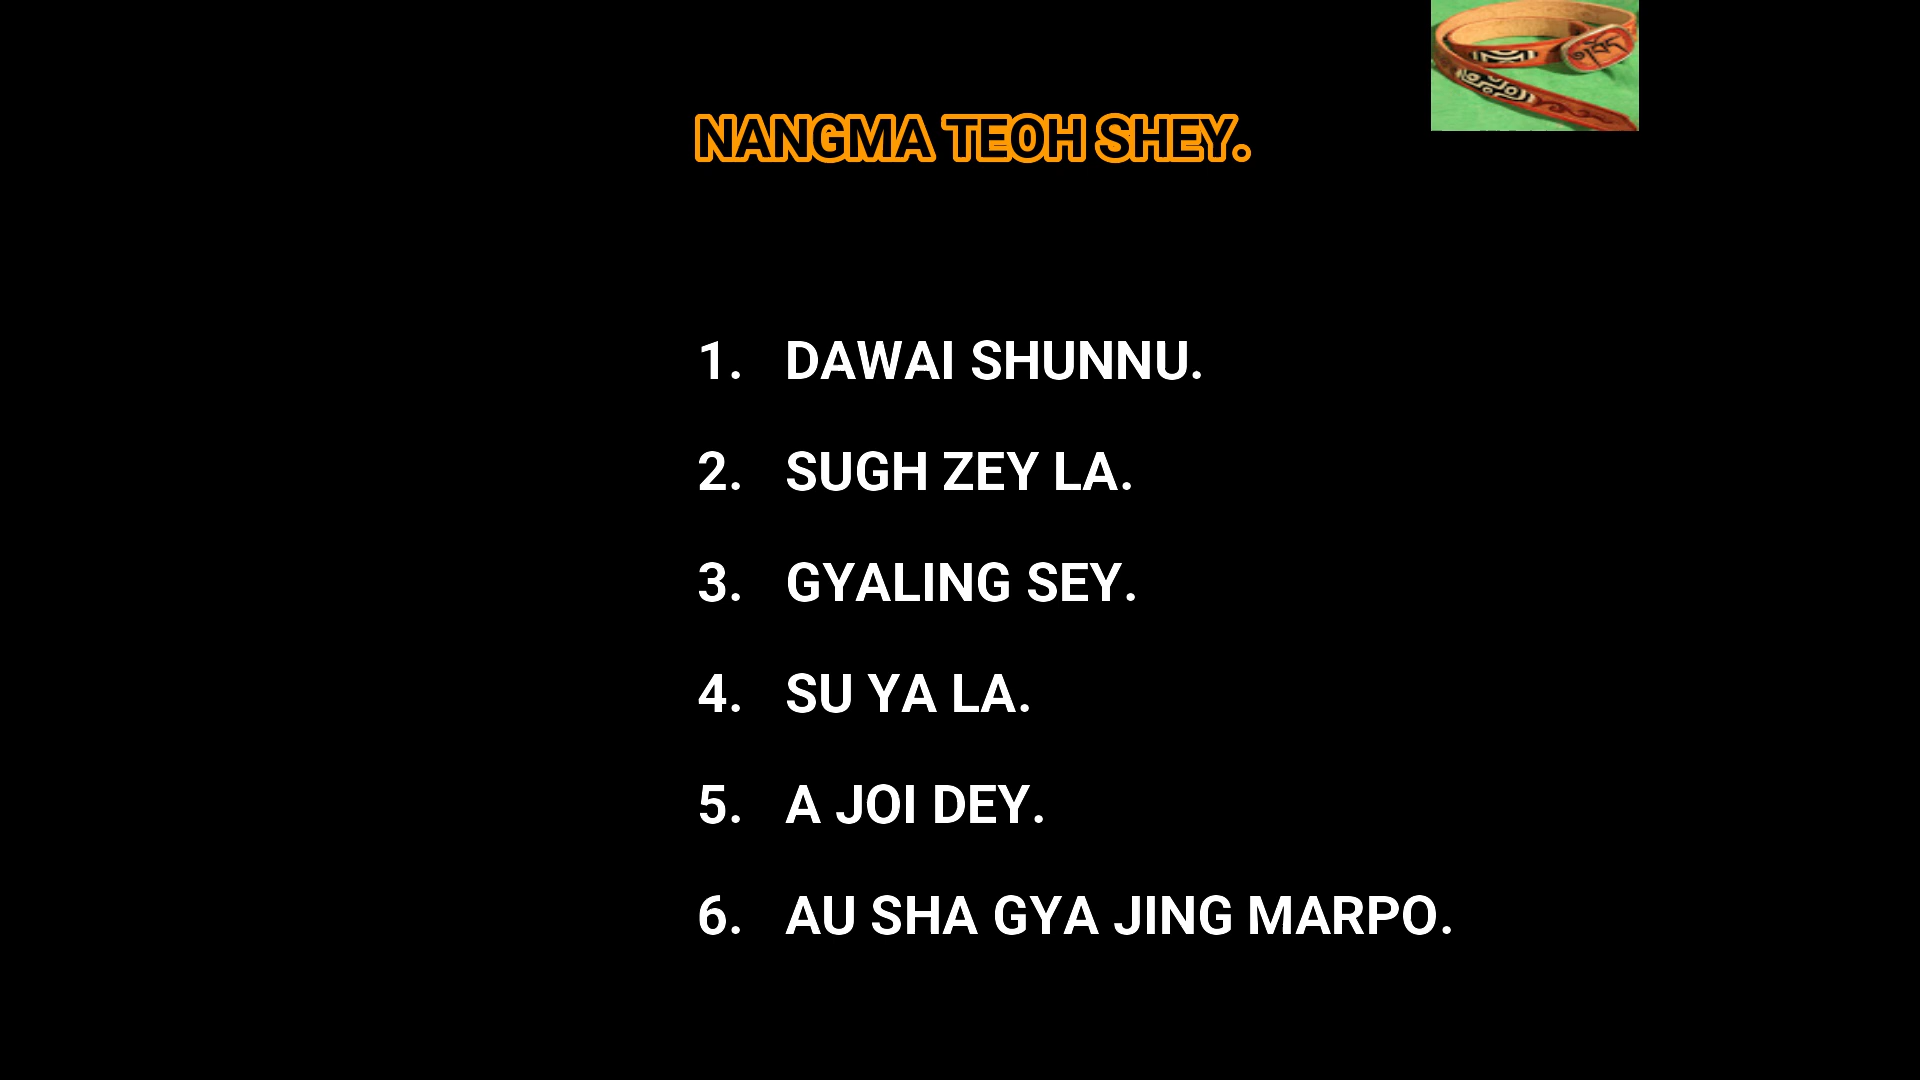 NANGMA TEOH SHEY.
1. DAWAI SHUNNU.
2. SUGH ZEY LA.
3. GYALING SEY.
4. SU YA LA.
5. A JOI DEY.
6. AU SHA GYA JING MARPO.